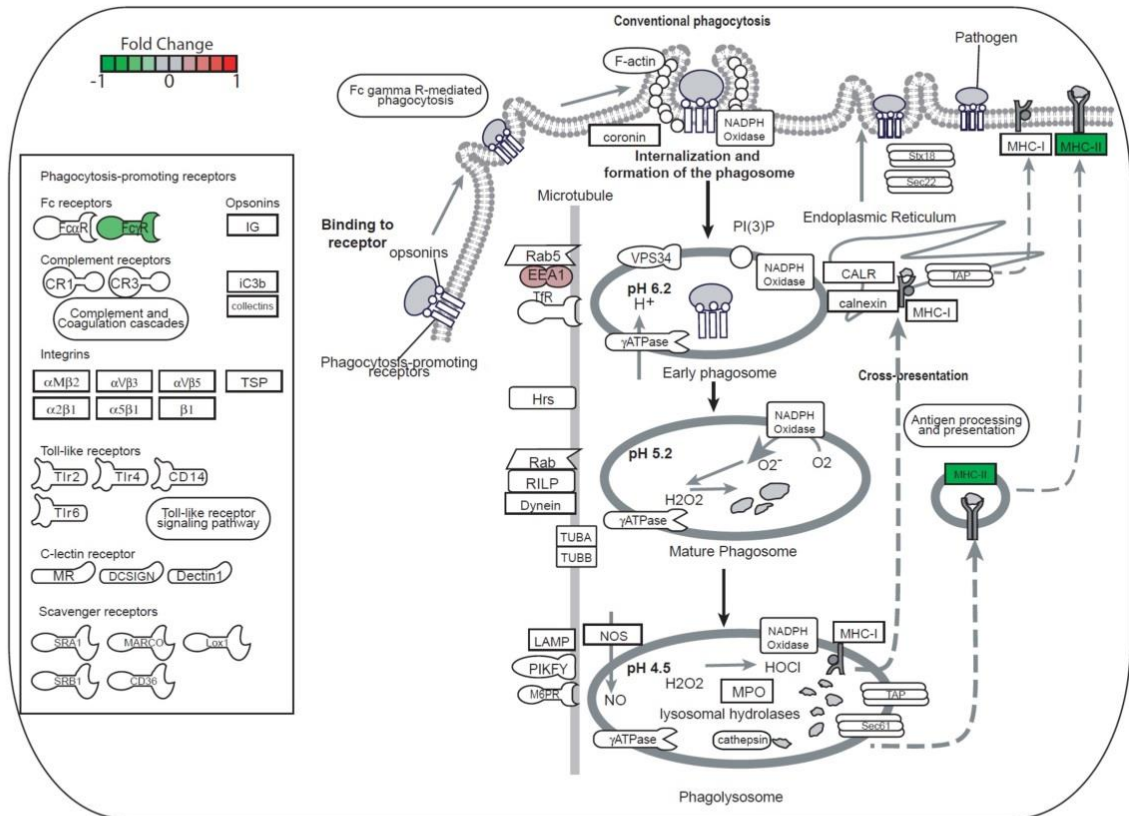 Conventional phagocytosis
Fold Change
-1 0 1
Pathogen
F-actin
Fc gamma R-mediated
phagocytosis
NADPH
Oxidase
coronin
MHC-I
MHC-II
Stx18
Sec22
Internalization and
formation of the phagosome
Phagocytosis-promoting receptors
Fc receptors
FcαR
FcγR
Opsonins
IG
Complement receptors
CR1
CR3
iC3b
collectins
Complement and
Coagulation cascades
Integrins
αMβ2
αVβ3
αVβ5
TSP
α2β1
α5β1
β1
Toll-like receptors
Tlr2
Tlr4
CD14
Tlr6
Toll-like receptor
signaling pathway
C-lectin receptor
MR
DCSIGN
Dectin1
Scavenger receptors
SRA1
MARCO
Lox1
SRB1
CD36
Binding to
receptor
opsonins
Phagocytosis-promoting
receptors
Microtubule
Rab5
EEA1
TfR
Hrs
Rab
RILP
Dynein
TUBA
TUBB
LAMP
PIKFY
M6PR
PI(3)P
Endoplasmic Reticulum
VPS34
NADPH
Oxidase
CALR
TAP
calnexin
MHC-I
pH 6.2
H+
γATPase
Early phagosome
Cross-presentation
NADPH
Oxidase
Antigen processing
and presentation
pH 5.2
O2-
O2
H2O2
γATPase
MHC-II
Mature Phagosome
NOS
NADPH
Oxidase
MHC-I
pH 4.5
HOCl
H2O2
NO
MPO
TAP
lysosomal hydrolases
Sec61
γATPase
cathepsin
Phagolysosome